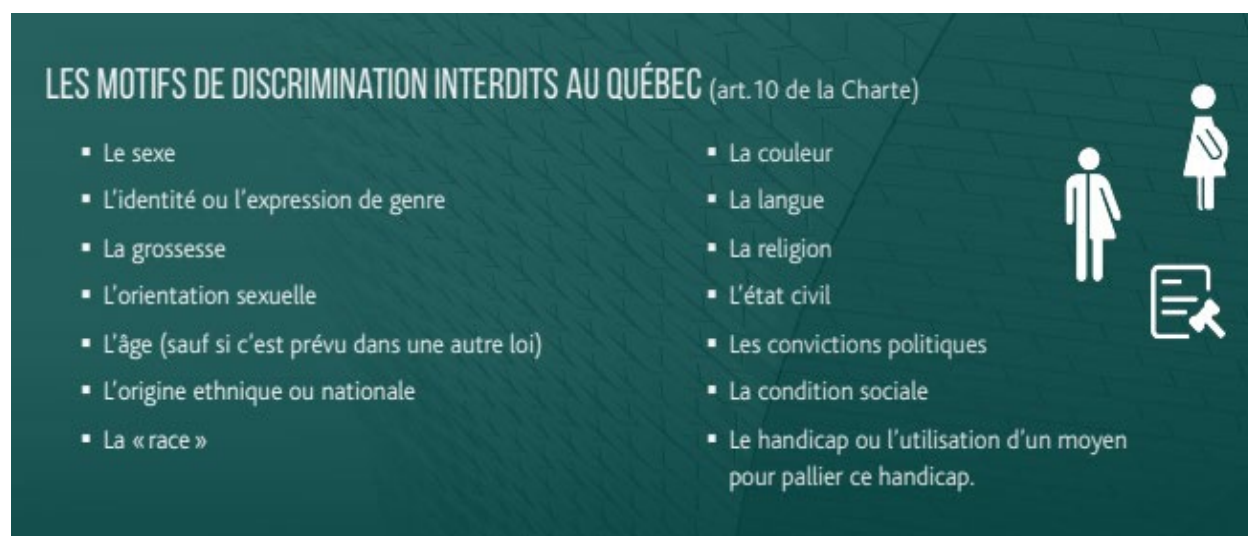 LES MOTIFS DE DISCRIMINATION INTERDITS AU QUÉBEC (art.10 de la Charte)
▪ Le sexe
▪ L'identité ou l'expression de genre
▪ La grossesse
▪ L'orientation sexuelle
▪ L'âge (sauf si c'est prévu dans une autre loi)
▪ L'origine ethnique ou nationale
▪ La « race »
▪ La couleur
▪ La langue
▪ La religion
▪ L'état civil
▪ Les convictions politiques
▪ La condition sociale
▪ Le handicap ou l'utilisation d'un moyen
pour pallier ce handicap.